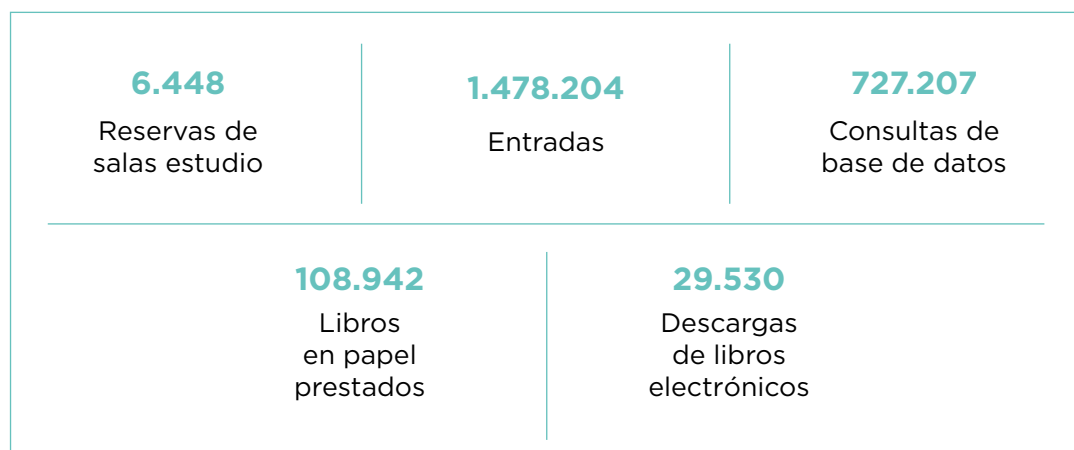 6.448
Reservas de
salas estudio
1.478.204
Entradas
727.207
Consultas de
base de datos
108.942
Libros
en papel
prestados
29.530
Descargas
de libros
electrónicos